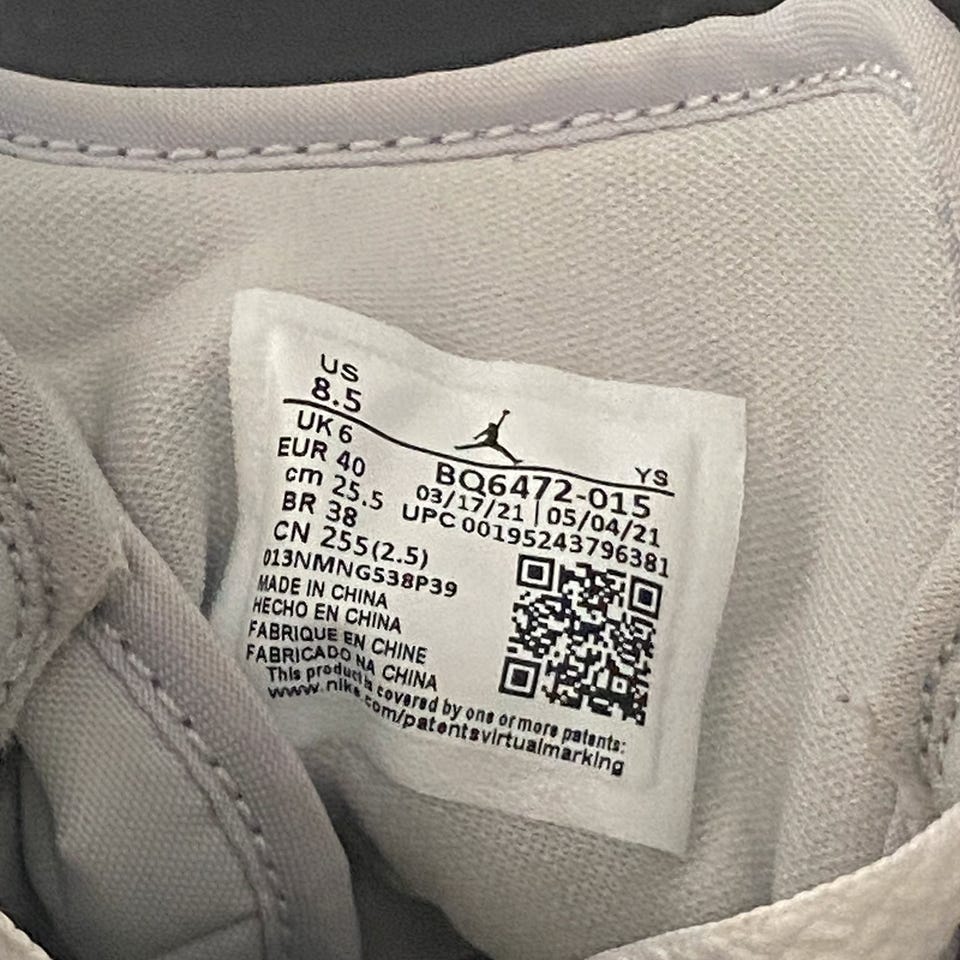 US
8.5
UK 6
EUR 40
cm 25.5
BR 38
CN 255(2.5)
013NMNG538P39
YS
BQ6472-015
03/17/21 | 05/04/21
UPC 00195243796381
MADE IN CHINA
HECHO EN CHINA
FABRIQUE EN CHINE
FABRICADO NA CHINA
This product is covered by one or more patents:
www.nike.com/patentsvirtualmarking